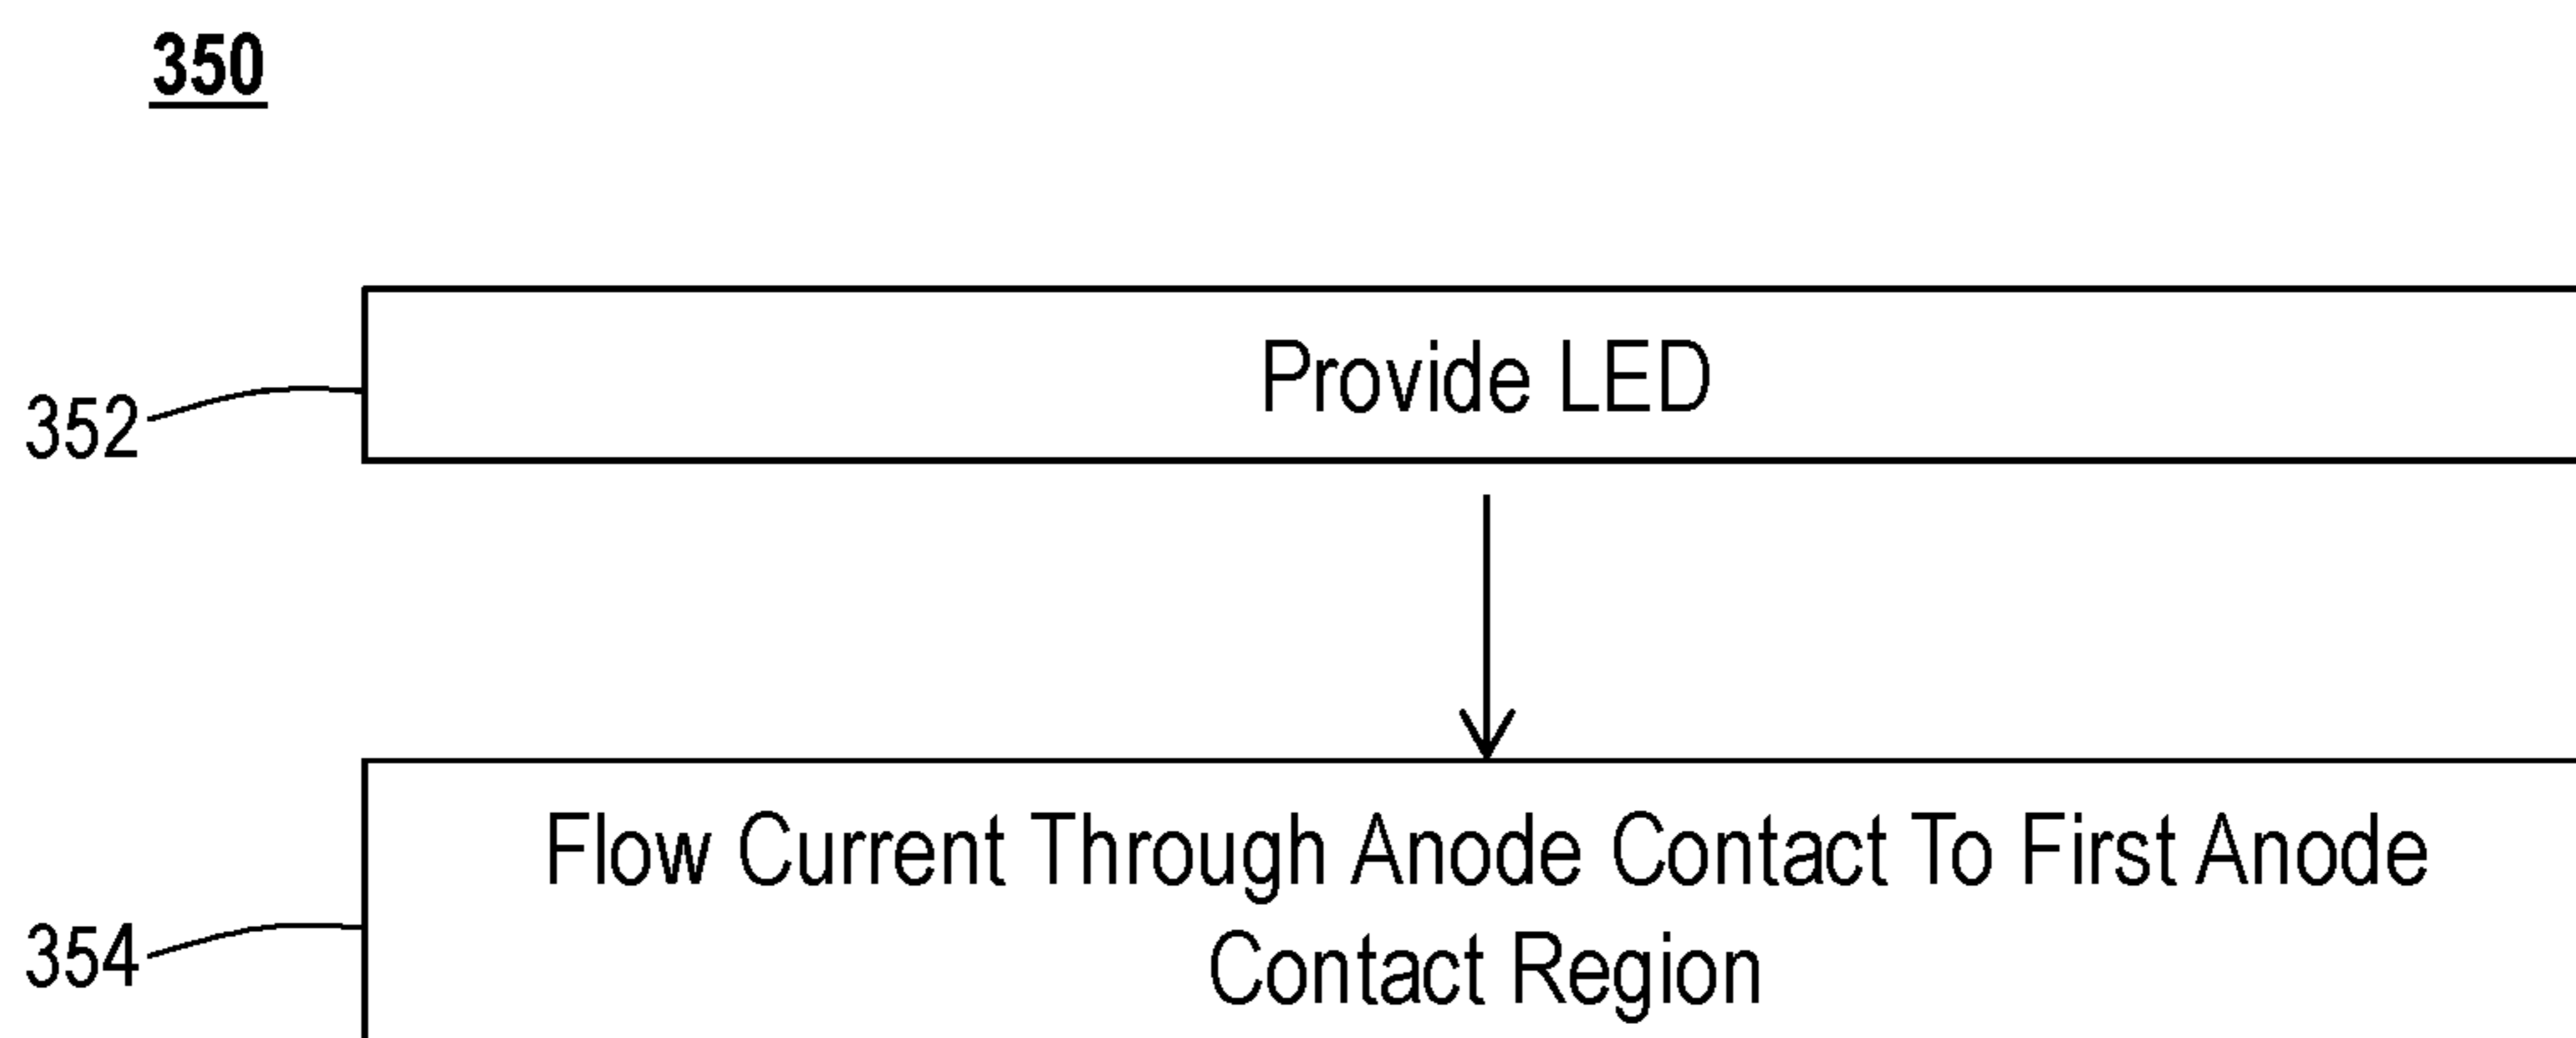 350
352
Provide LED
354
Flow Current Through Anode Contact To First Anode
Contact Region